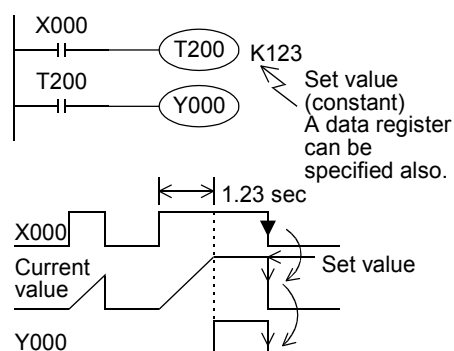 X000
T200 K123
T200
Y000
Set value
(constant)
A data register
can be
specified also.
1.23 sec
X000
Current
value
Set value
Y000